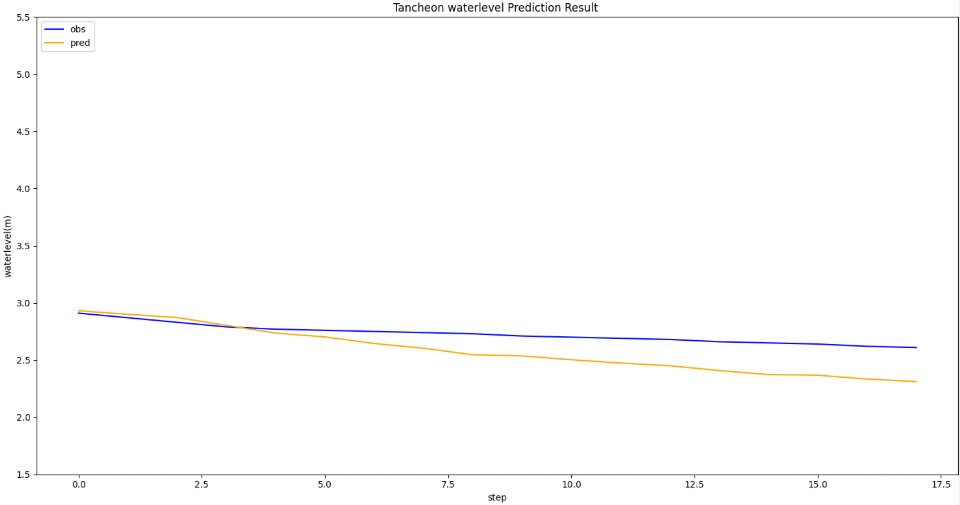 Tancheon waterlevel Prediction Result
obs
pred
5.5
5.0
4.5
4.0
3.5
3.0
2.5
2.0
1.5
waterlevel(m)
0.0 2.5 5.0 7.5 10.0 12.5 15.0 17.5
step